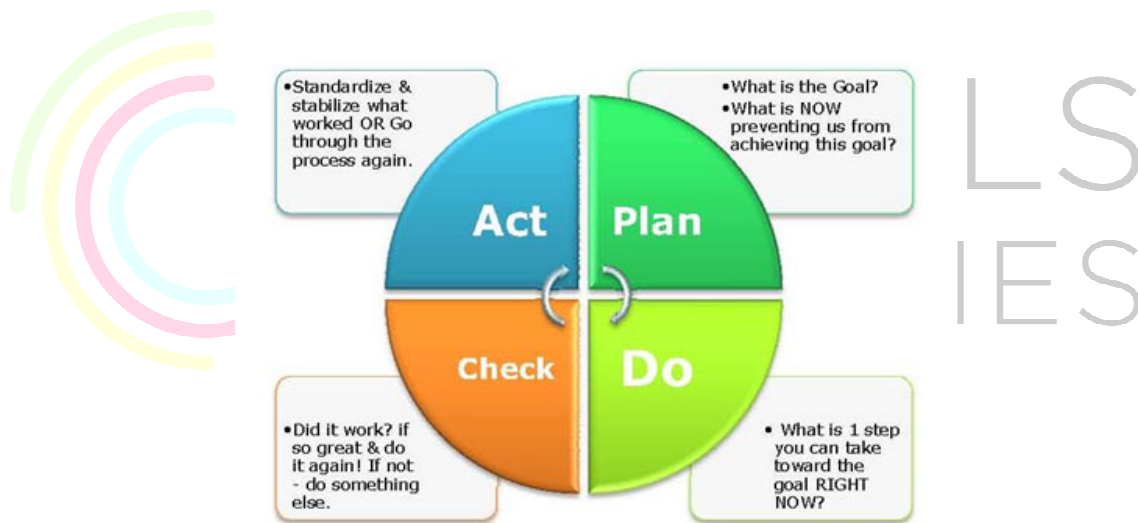 •Standardize &
stabilize what
worked OR Go
through the
process again.
•What is the Goal?
•What is NOW
preventing us from
achieving this goal?
LS
IES
Act
Plan
Check
Do
•Did it work? if
so great & do
it again! If not
- do something
else.
• What is 1 step
you can take
toward the
goal RIGHT
NOW?